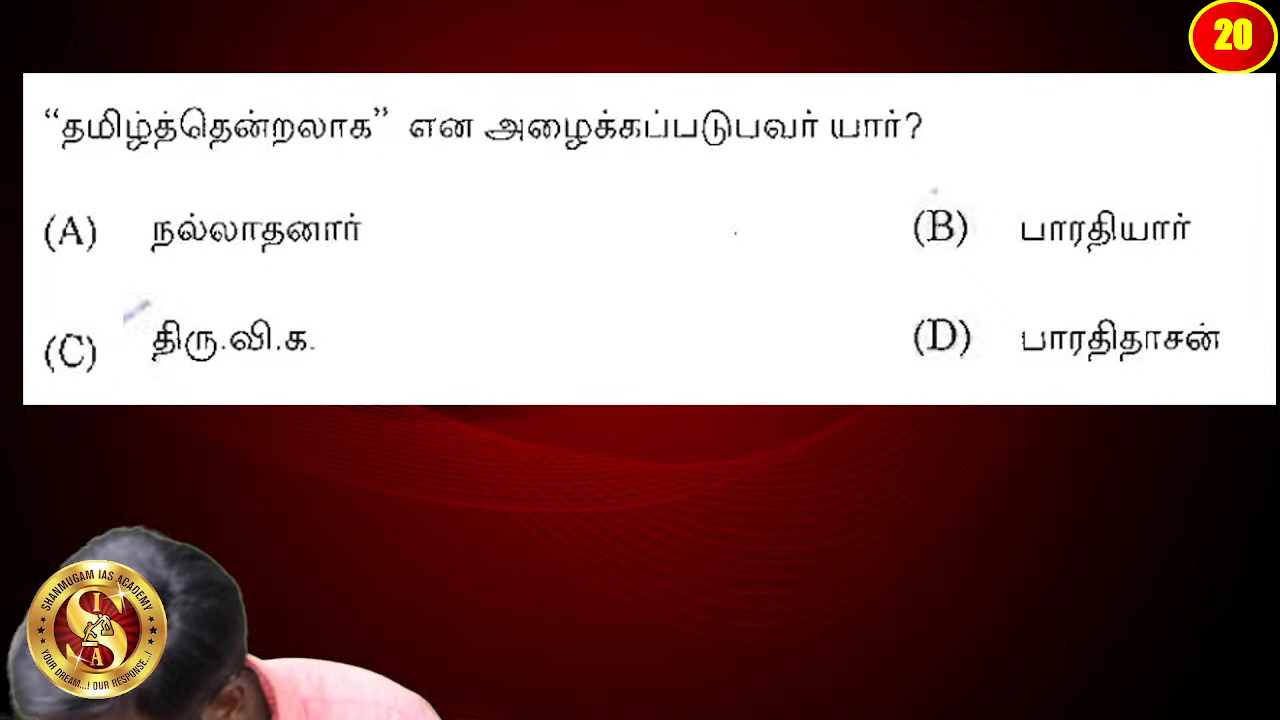 20
“தமிழ்த்தென்றலாக” என அழைக்கப்படுபவர் யார்?
(A) நல்லாதனார் (B) பாரதியார்
(C) திரு.வி.க. (D) பாரதிதாசன்
SHANMUGAM IAS ACADEMY
SIA
YOUR DREAM...! OUR RESPONSE...!